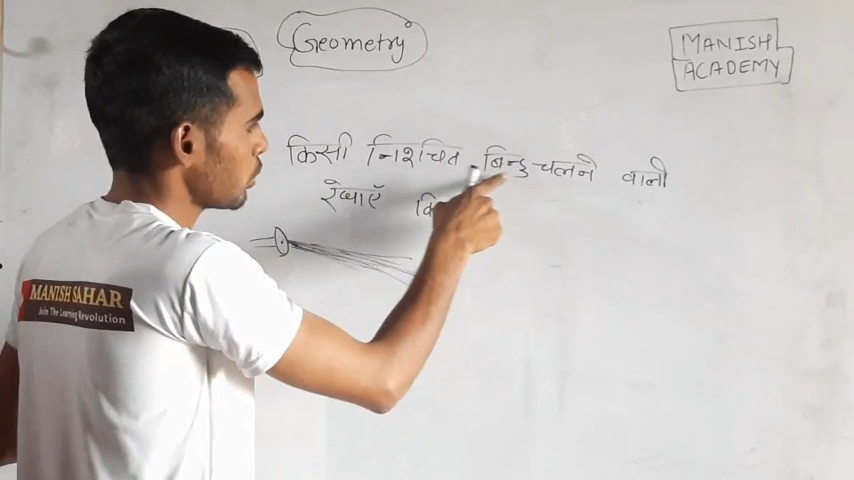 Geometry
MANISH
ACADEMY
किसी निश्चित बिन्दु चलने वाली
रेखाएँ कि
MANISH SAHAR
Join The Learning Revolution